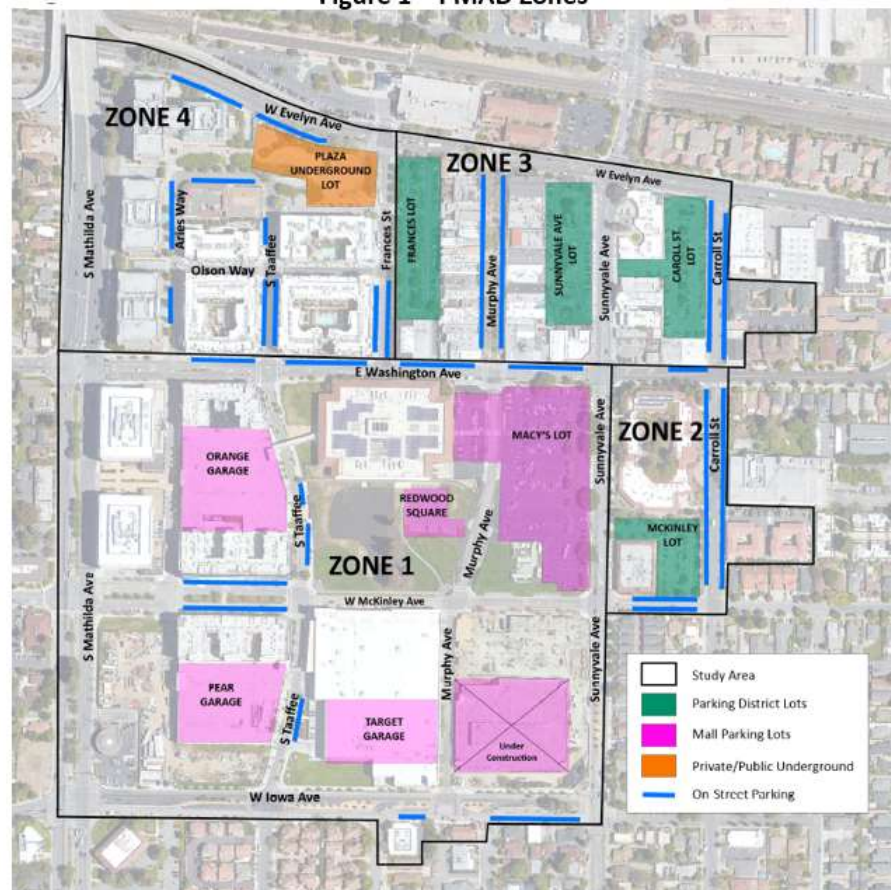 ZONE 4
W Evelyn Ave
PLAZA
UNDERGROUND
LOT
ZONE 3
W Evelyn Ave
S Mathilda Ave
Aries Way
Olson Way
S Taaffee
Frances St
FRANCES LOT
Murphy Ave
SUNNYVALE AVE
LOT
Sunnyvale Ave
CAROLL ST.
LOT
Carroll St
E Washington Ave
ORANGE
GARAGE
MACY'S LOT
Sunnyvale Ave
ZONE 2
Carroll St
REDWOOD
SQUARE
S Taaffee
Murphy Ave
MCKINLEY
LOT
ZONE 1
W McKinley Ave
S Mathilda Ave
PEAR
GARAGE
S Taaffee
TARGET
GARAGE
Murphy Ave
Under
Construction
Sunnyvale Ave
W Iowa Ave
Study Area
Parking District Lots
Mall Parking Lots
Private/Public Underground
On Street Parking